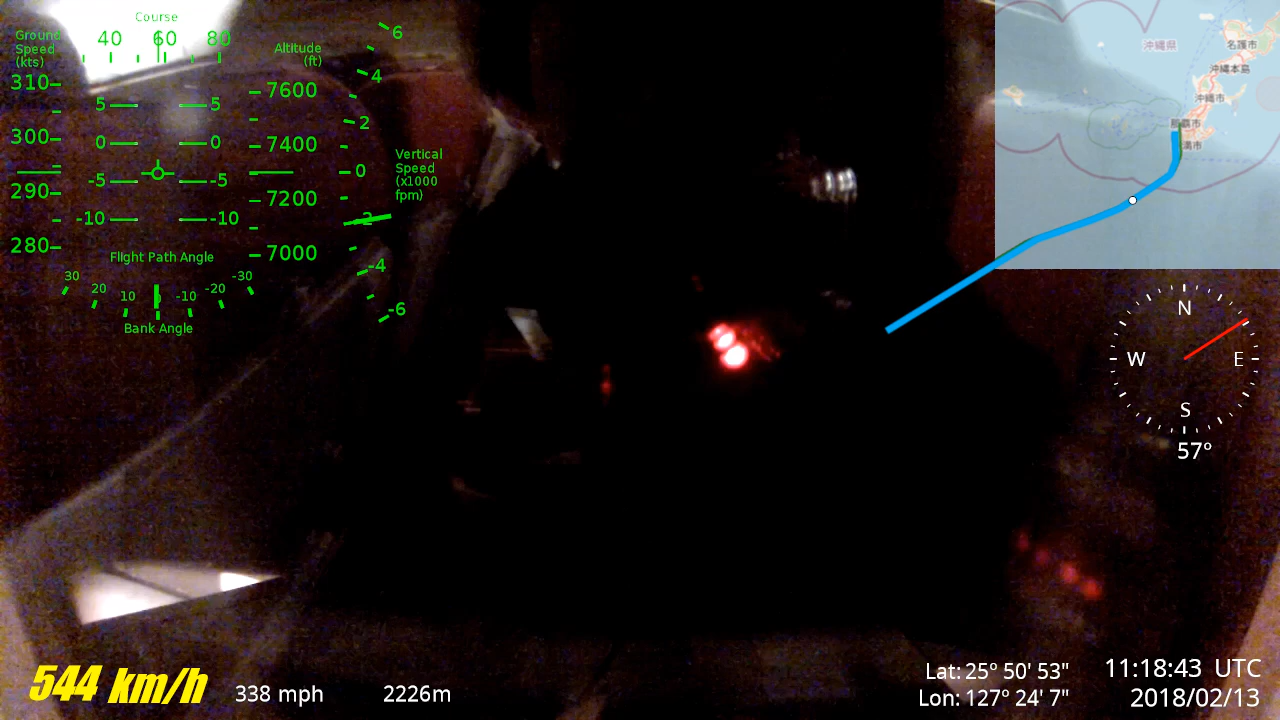 Course
Ground Speed (kts)
40 60 80
Altitude (ft)
6
4
2
0
-2
-4
-6
310
300
290
280
5 5
0 0
-5 -5
-10 -10
7600
7400
7200
7000
Vertical
Speed
(x1000
fpm)
Flight Path Angle
30 20 10 0 -10 -20 -30
Bank Angle
沖縄県
名護市
沖縄本島
沖縄市
那覇市
N
W E
S
57°
544 km/h
338 mph
2226m
Lat: 25° 50' 53"
Lon: 127° 24' 7"
11:18:43 UTC
2018/02/13